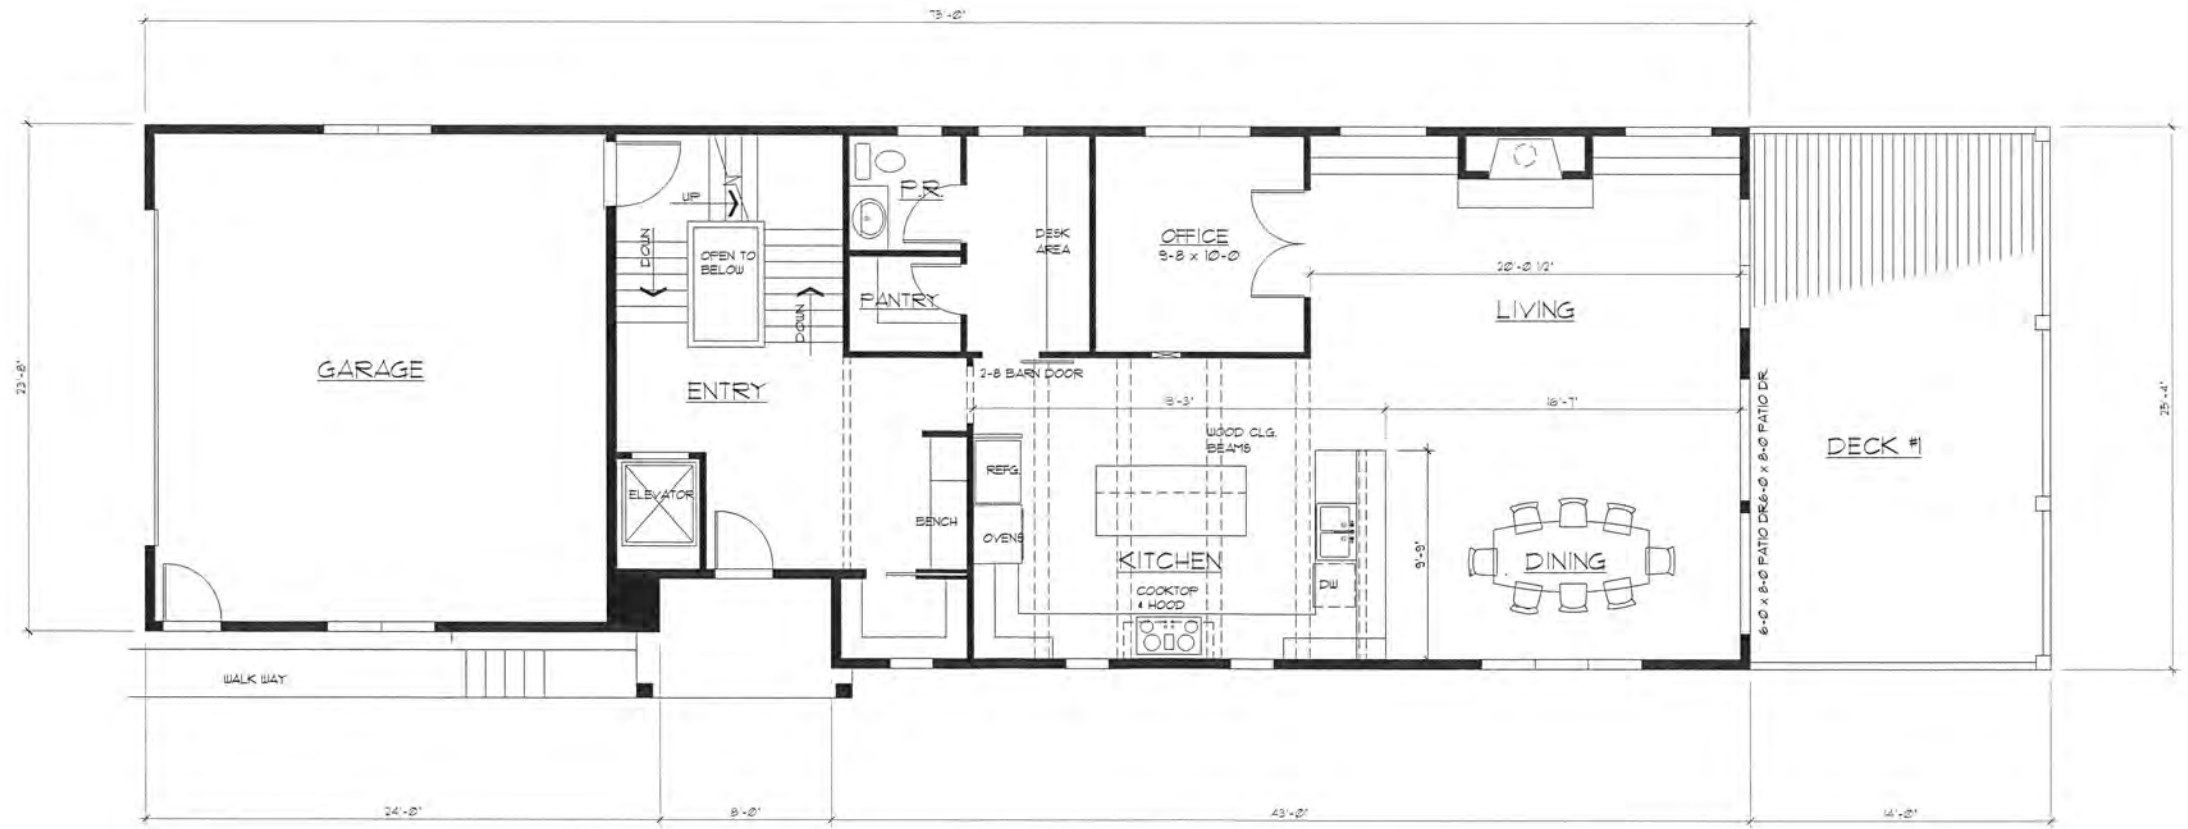 73'-0"
UP
P.R.
DOWN
OPEN TO
BELOW
DESK
AREA
OFFICE
9-8 x 10-0
20'-0 1/2"
LIVING
PANTRY
DOWN
23'-8"
GARAGE
ENTRY
2-8 BARN DOOR
18'-3"
16'-7"
25'-4"
WOOD CLG.
BEAMS
6-0 x 8-0 PATIO DR.
6-0 x 8-0 PATIO DR.
DECK #1
REFG.
ELEVATOR
BENCH
OVENS
KITCHEN
9'-9"
DINING
COOKTOP
& HOOD
DW
WALK WAY
24'-0"
8'-0"
43'-0"
14'-0"